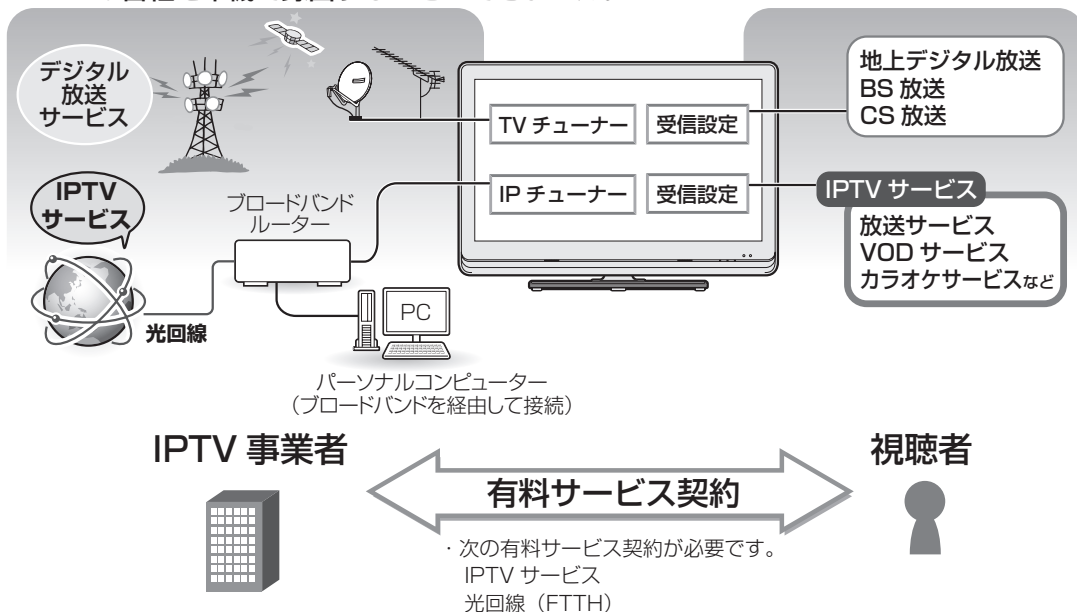 デジタル
放送
サービス
TV チューナー
受信設定
地上デジタル放送
BS 放送
CS 放送
IPTV
サービス
ブロードバンド
ルーター
IP チューナー
受信設定
IPTV サービス
放送サービス
VOD サービス
カラオケサービスなど
光回線
PC
パーソナルコンピューター
（ブロードバンドを経由して接続）
IPTV 事業者
有料サービス契約
視聴者
・次の有料サービス契約が必要です。
IPTV サービス
光回線（FTTH）